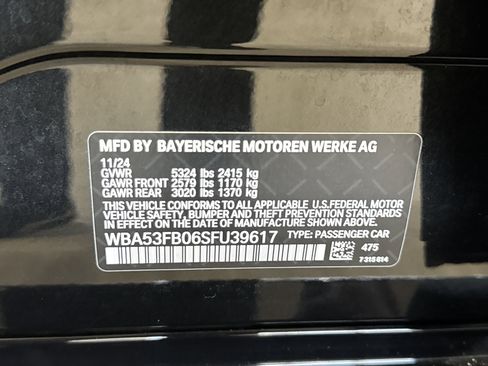 MFD BY BAYERISCHE MOTOREN WERKE AG
11/24
GVWR 5324 lbs 2415 kg
GAWR FRONT 2579 lbs 1170 kg
GAWR REAR 3020 lbs 1370 kg
THIS VEHICLE CONFORMS TO ALL APPLICABLE U.S.FEDERAL MOTOR
VEHICLE SAFETY, BUMPER, AND THEFT PREVENTION STANDARDS
IN EFFECT ON THE DATE OF MANUFACTURE SHOWN ABOVE.
WBA53FB06SFU39617 TYPE: PASSENGER CAR
475
7315614